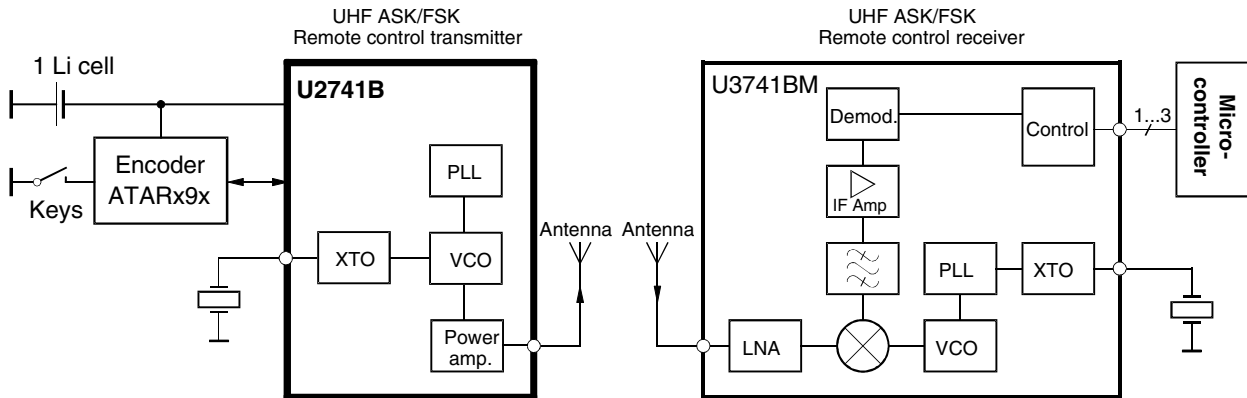 UHF ASK/FSK
Remote control transmitter
UHF ASK/FSK
Remote control receiver
1 Li cell
U2741B
Encoder
ATARx9x
Keys
PLL
XTO
VCO
Power
amp.
Antenna
Antenna
U3741BM
Demod.
Control
1...3
Micro-
controller
IF Amp
PLL
XTO
LNA
VCO